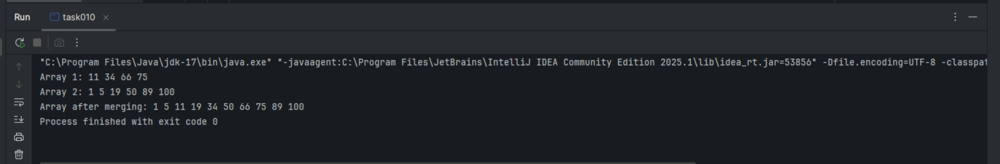 Run task010
"C:\Program Files\Java\jdk-17\bin\java.exe" "-javaagent:C:\Program Files\JetBrains\IntelliJ IDEA Community Edition 2025.1\lib\idea_rt.jar=53856" -Dfile.encoding=UTF-8
Array 1: 11 34 66 75
Array 2: 1 5 19 50 89 100
Array after merging: 1 5 11 19 34 50 66 75 89 100
Process finished with exit code 0